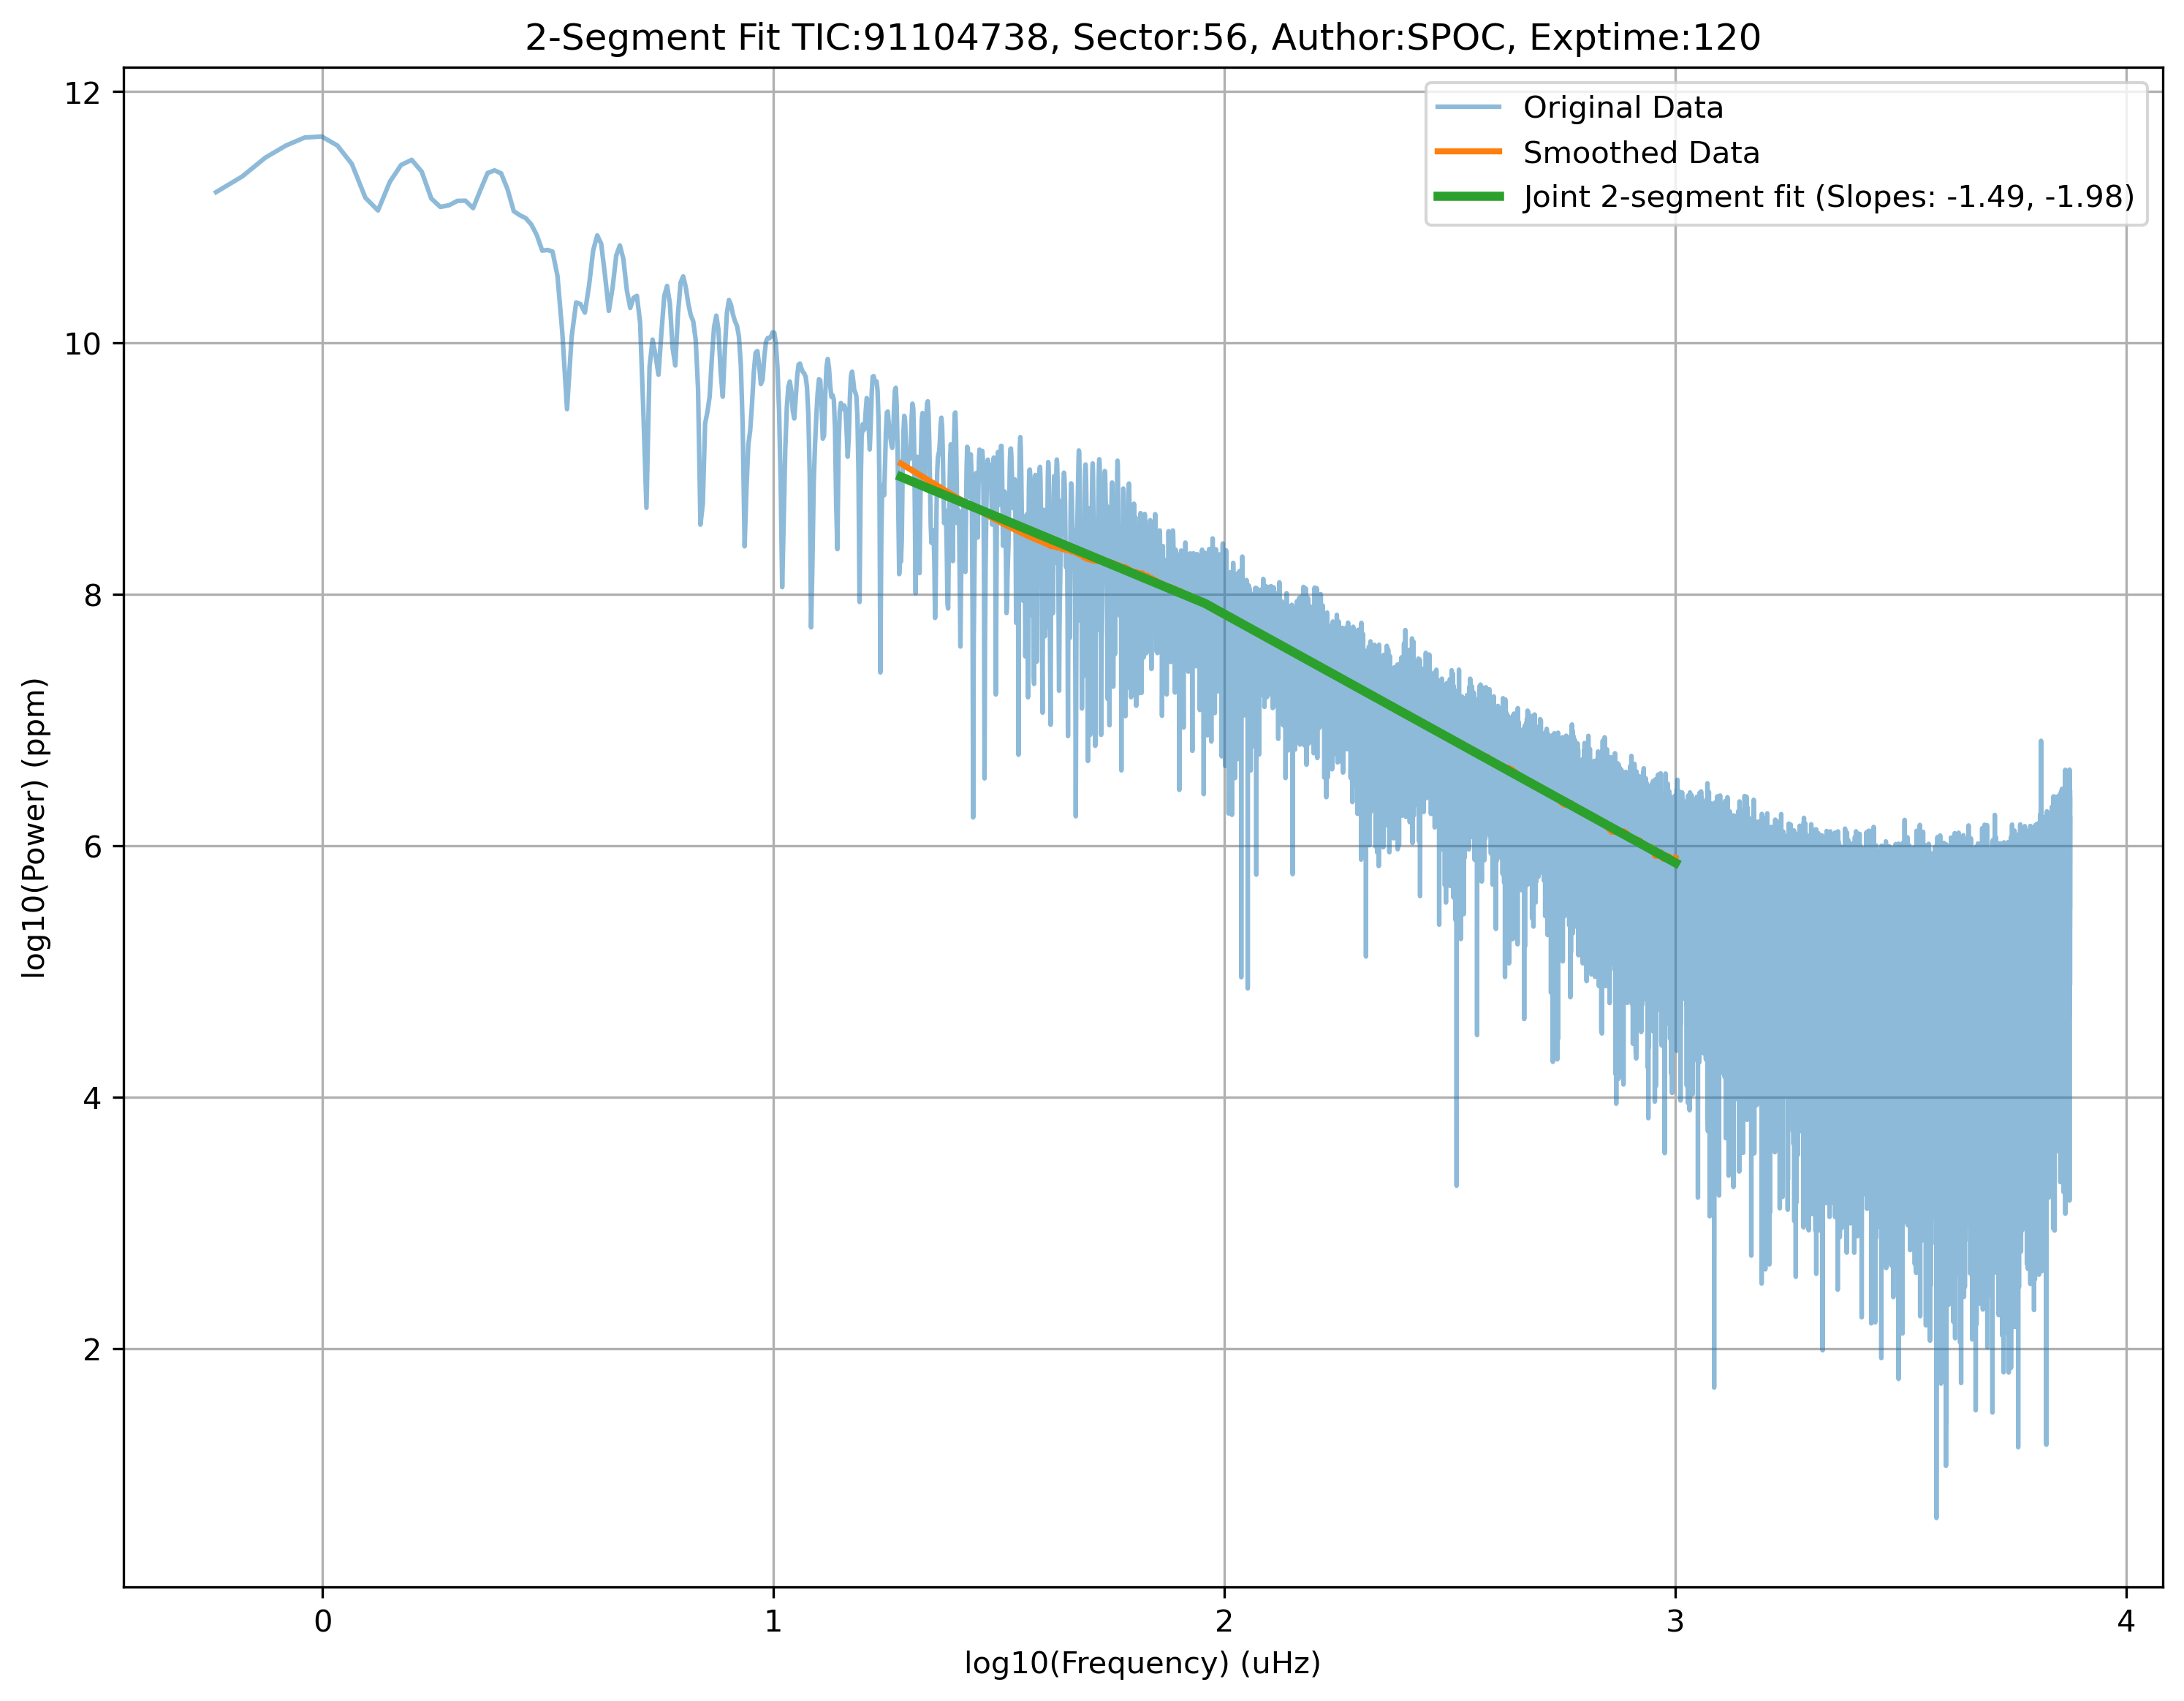 2-Segment Fit TIC:91104738, Sector:56, Author:SPOC, Exptime:120
Original Data
Smoothed Data
Joint 2-segment fit (Slopes: -1.49, -1.98)
12
10
8
6
4
2
log10(Power) (ppm)
0 1 2 3 4
log10(Frequency) (uHz)